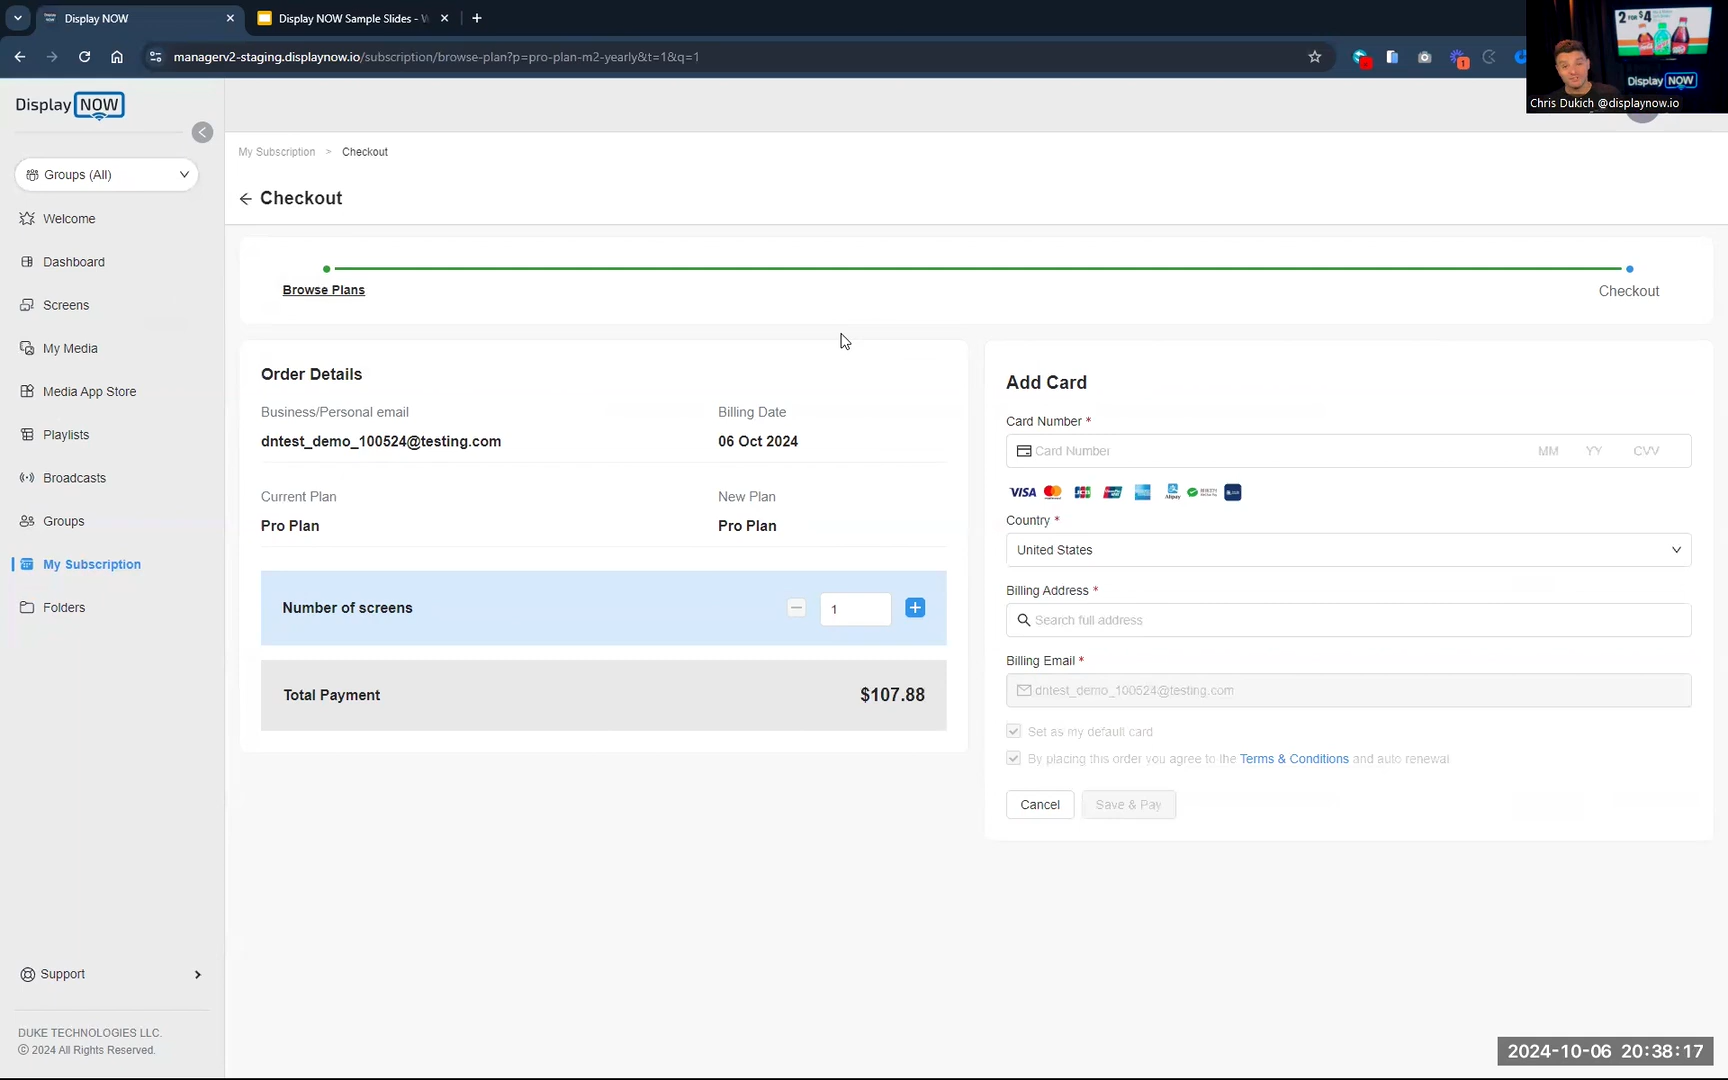 Display NOW
Display NOW Sample Slides - W
managerv2-staging.displaynow.io/subscription/browse-plan?p=pro-plan-m2-yearly&t=1&q=1
1
2 FOR $4
Display NOW
Chris Dukich @displaynow.io
Display NOW
Groups (All)
Welcome
Dashboard
Screens
My Media
Media App Store
Playlists
Broadcasts
Groups
My Subscription
Folders
Support
DUKE TECHNOLOGIES LLC.
© 2024 All Rights Reserved.
My Subscription > Checkout
Checkout
Browse Plans
Checkout
Order Details
Business/Personal email
Billing Date
dntest_demo_100524@testing.com
06 Oct 2024
Current Plan
New Plan
Pro Plan
Pro Plan
Number of screens
1
Total Payment
$107.88
Add Card
Card Number *
Card Number
MM
YY
CVV
VISA
Country *
United States
Billing Address *
Search full address
Billing Email *
dntest_demo_100524@testing.com
Set as my default card
By placing this order you agree to the Terms & Conditions and auto renewal
Cancel
Save & Pay
2024-10-06 20:38:17